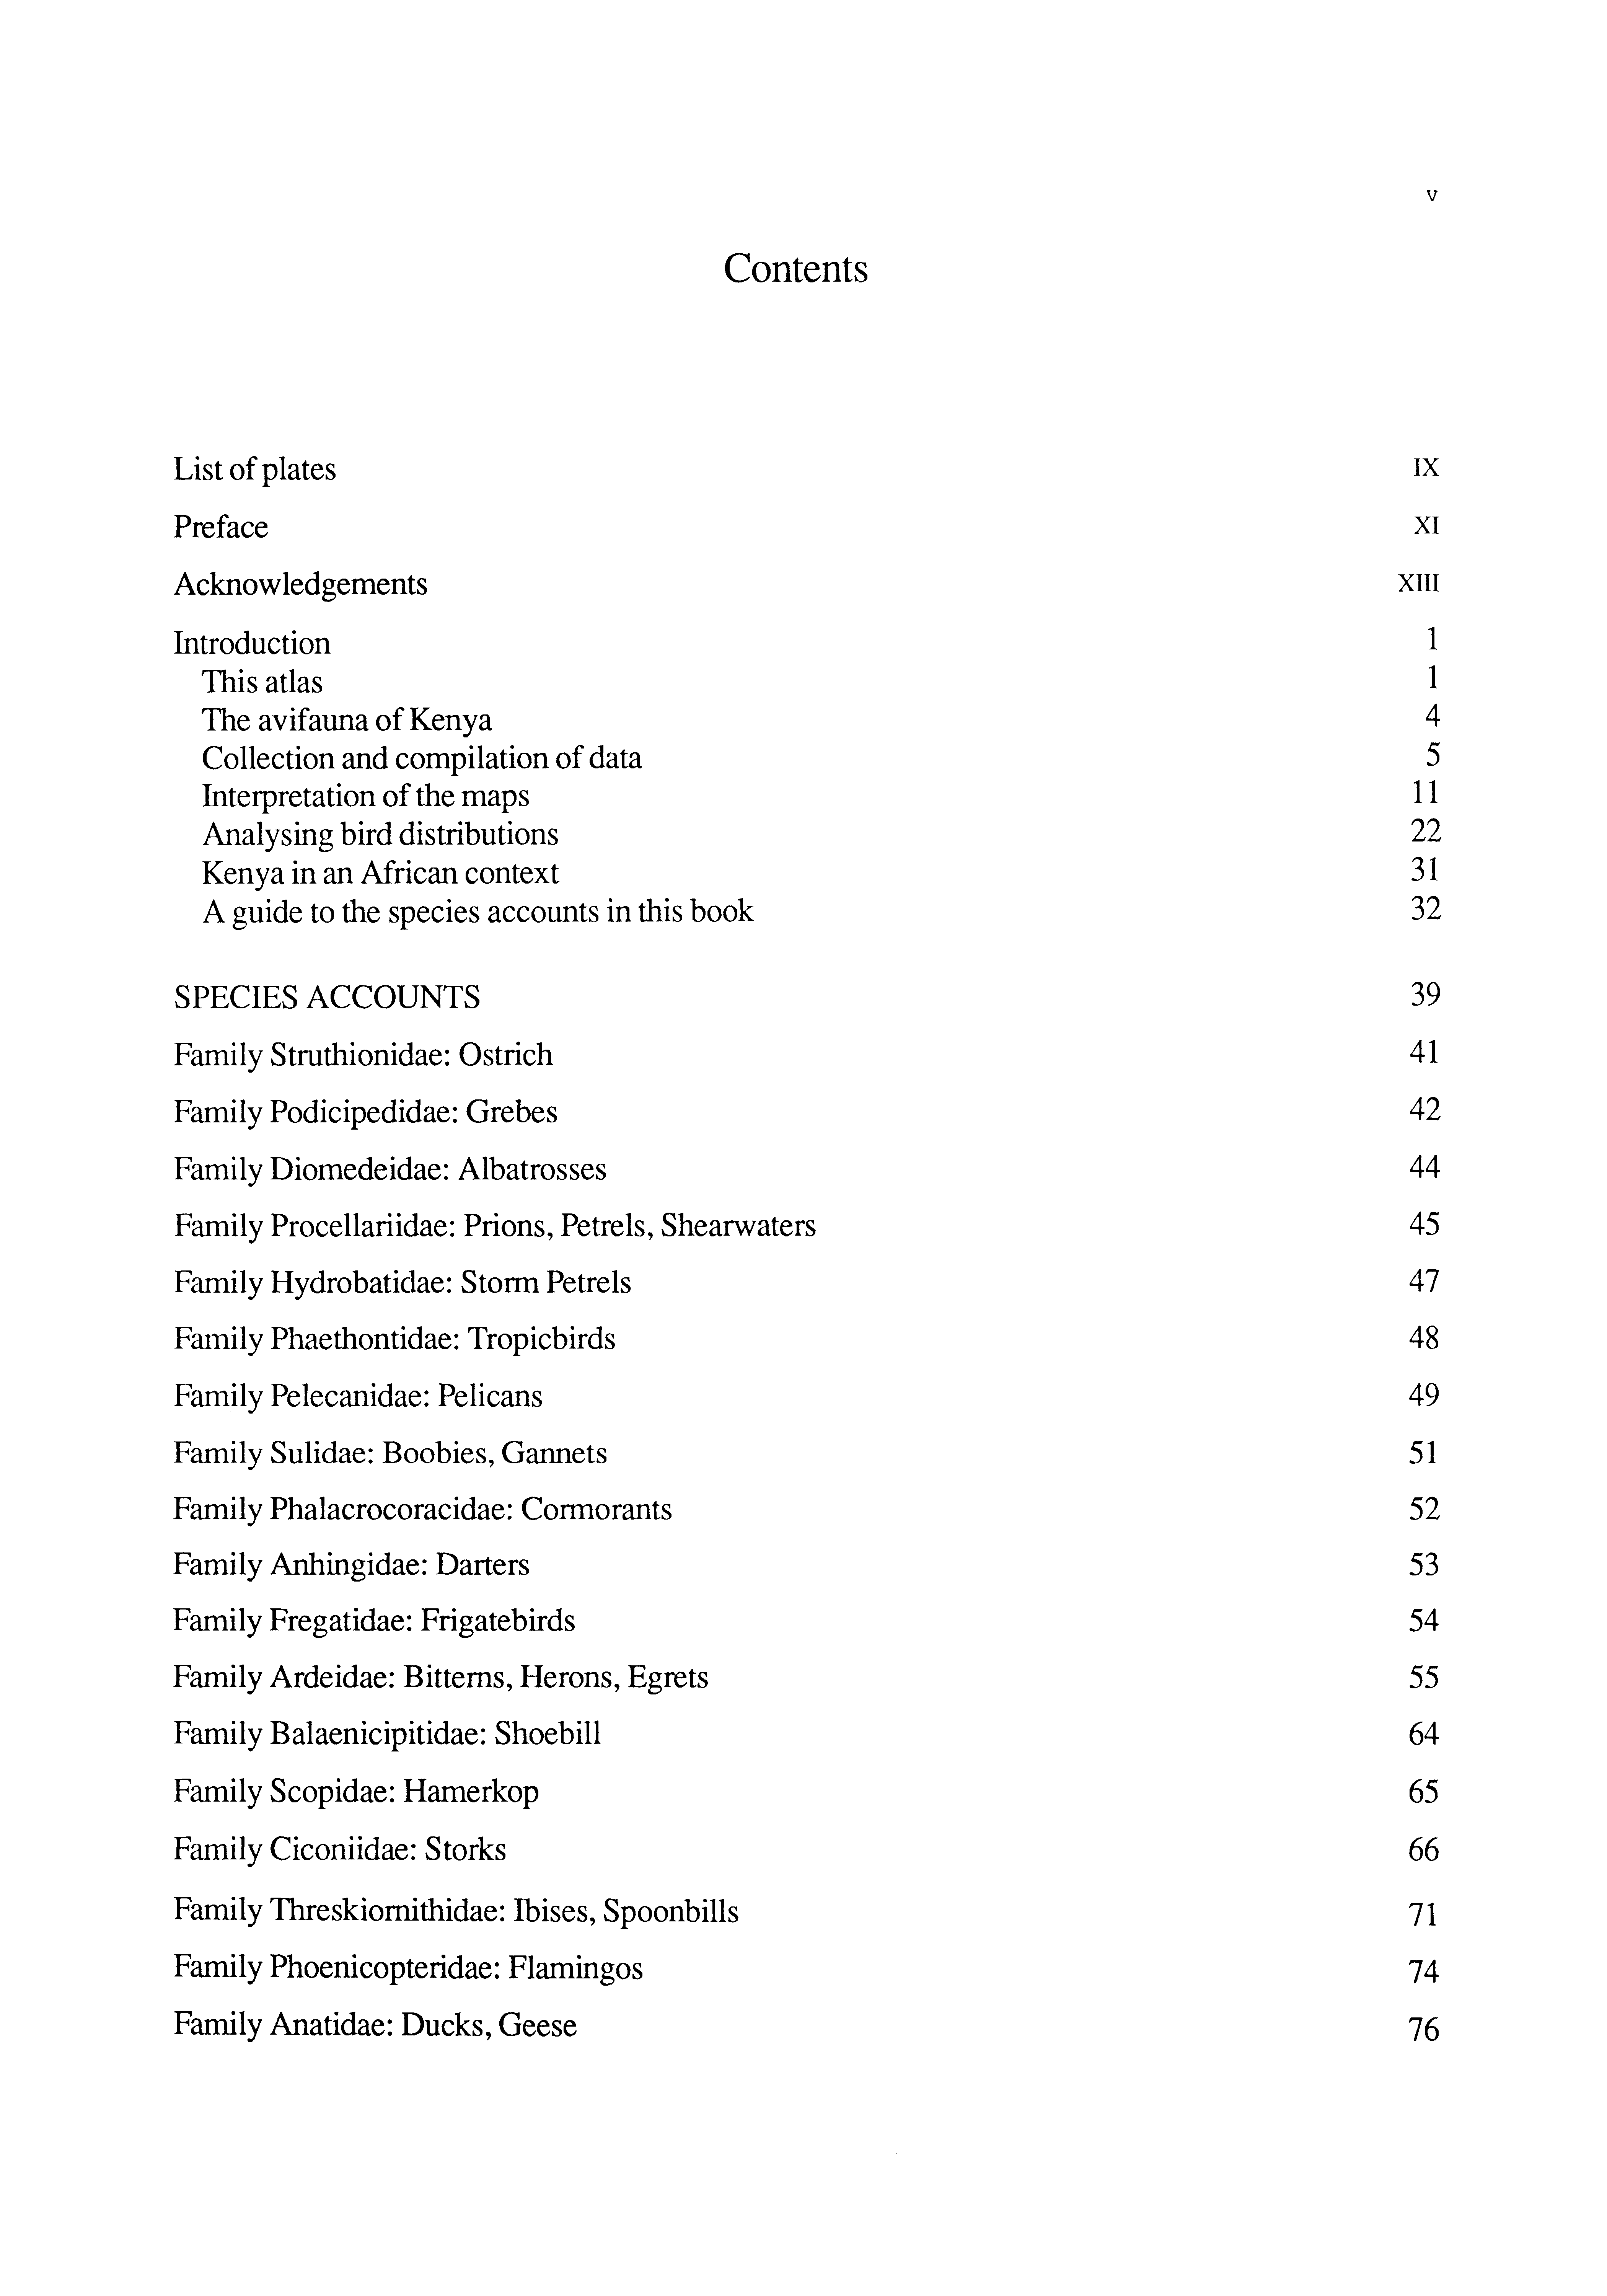 v
Contents
List of plates IX
Preface XI
Acknowledgements XIII
Introduction 1
This atlas 1
The avifauna of Kenya 4
Collection and compilation of data 5
Interpretation of the maps 11
Analysing bird distributions 22
Kenya in an African context 31
A guide to the species accounts in this book 32
SPECIES ACCOUNTS 39
Family Struthionidae: Ostrich 41
Family Podicipedidae: Grebes 42
Family Diomedeidae: Albatrosses 44
Family Procellariidae: Prions, Petrels, Shearwaters 45
Family Hydrobatidae: Storm Petrels 47
Family Phaethontidae: Tropicbirds 48
Family Pelecanidae: Pelicans 49
Family Sulidae: Boobies, Gannets 51
Family Phalacrocoracidae: Cormorants 52
Family Anhingidae: Darters 53
Family Fregatidae: Frigatebirds 54
Family Ardeidae: Bitterns, Herons, Egrets 55
Family Balaenicipitidae: Shoebill 64
Family Scopidae: Hamerkop 65
Family Ciconiidae: Storks 66
Family Threskiornithidae: Ibises, Spoonbills 71
Family Phoenicopteridae: Flamingos 74
Family Anatidae: Ducks, Geese 76